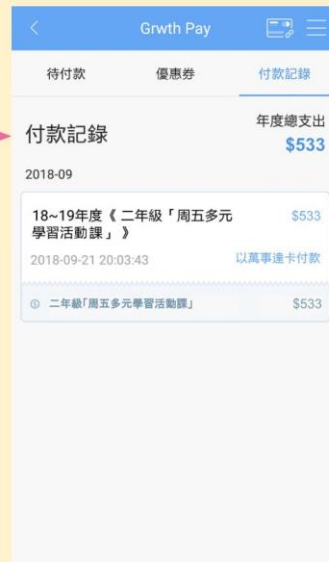 Grwth Pay
待付款
優惠券
付款記錄
付款記錄
年度總支出
$533
2018-09
18~19年度《 二年級「周五多元
學習活動課」 》
$533
2018-09-21 20:03:43
以萬事達卡付款
二年級「周五多元學習活動課」
$533